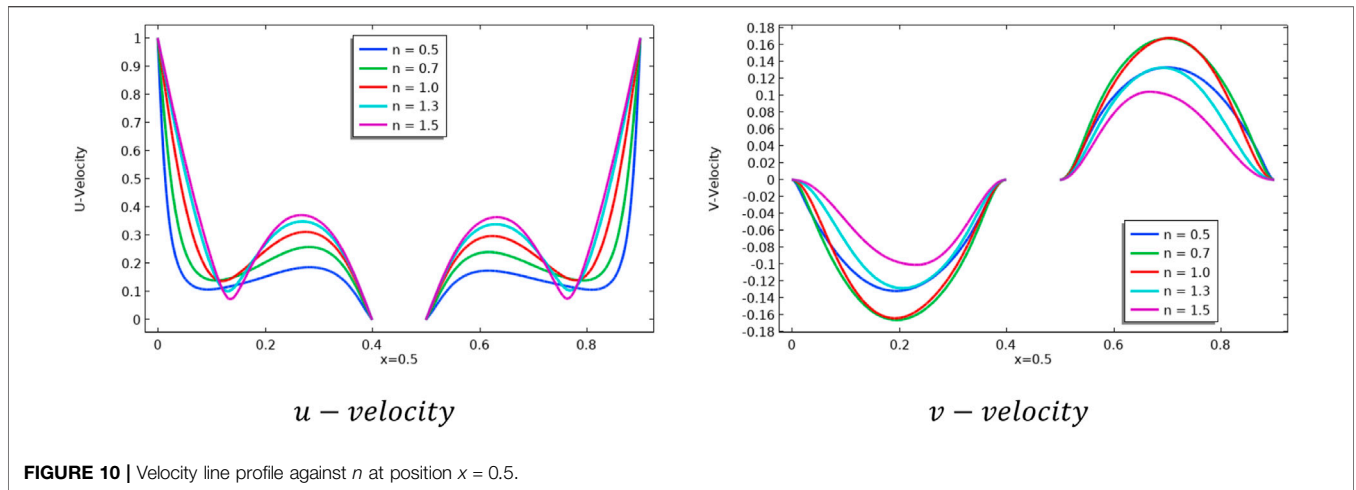 1
0.9
0.8
0.7
0.6
0.5
0.4
0.3
0.2
0.1
0
U-Velocity
n = 0.5
n = 0.7
n = 1.0
n = 1.3
n = 1.5
0 0.2 0.4 0.6 0.8
x=0.5
u − velocity
0.18
0.16
0.14
0.12
0.1
0.08
0.06
0.04
0.02
0
-0.02
-0.04
-0.06
-0.08
-0.1
-0.12
-0.14
-0.16
-0.18
V-Velocity
n = 0.5
n = 0.7
n = 1.0
n = 1.3
n = 1.5
0 0.2 0.4 0.6 0.8
x=0.5
v − velocity
FIGURE 10 | Velocity line profile against n at position x = 0.5.